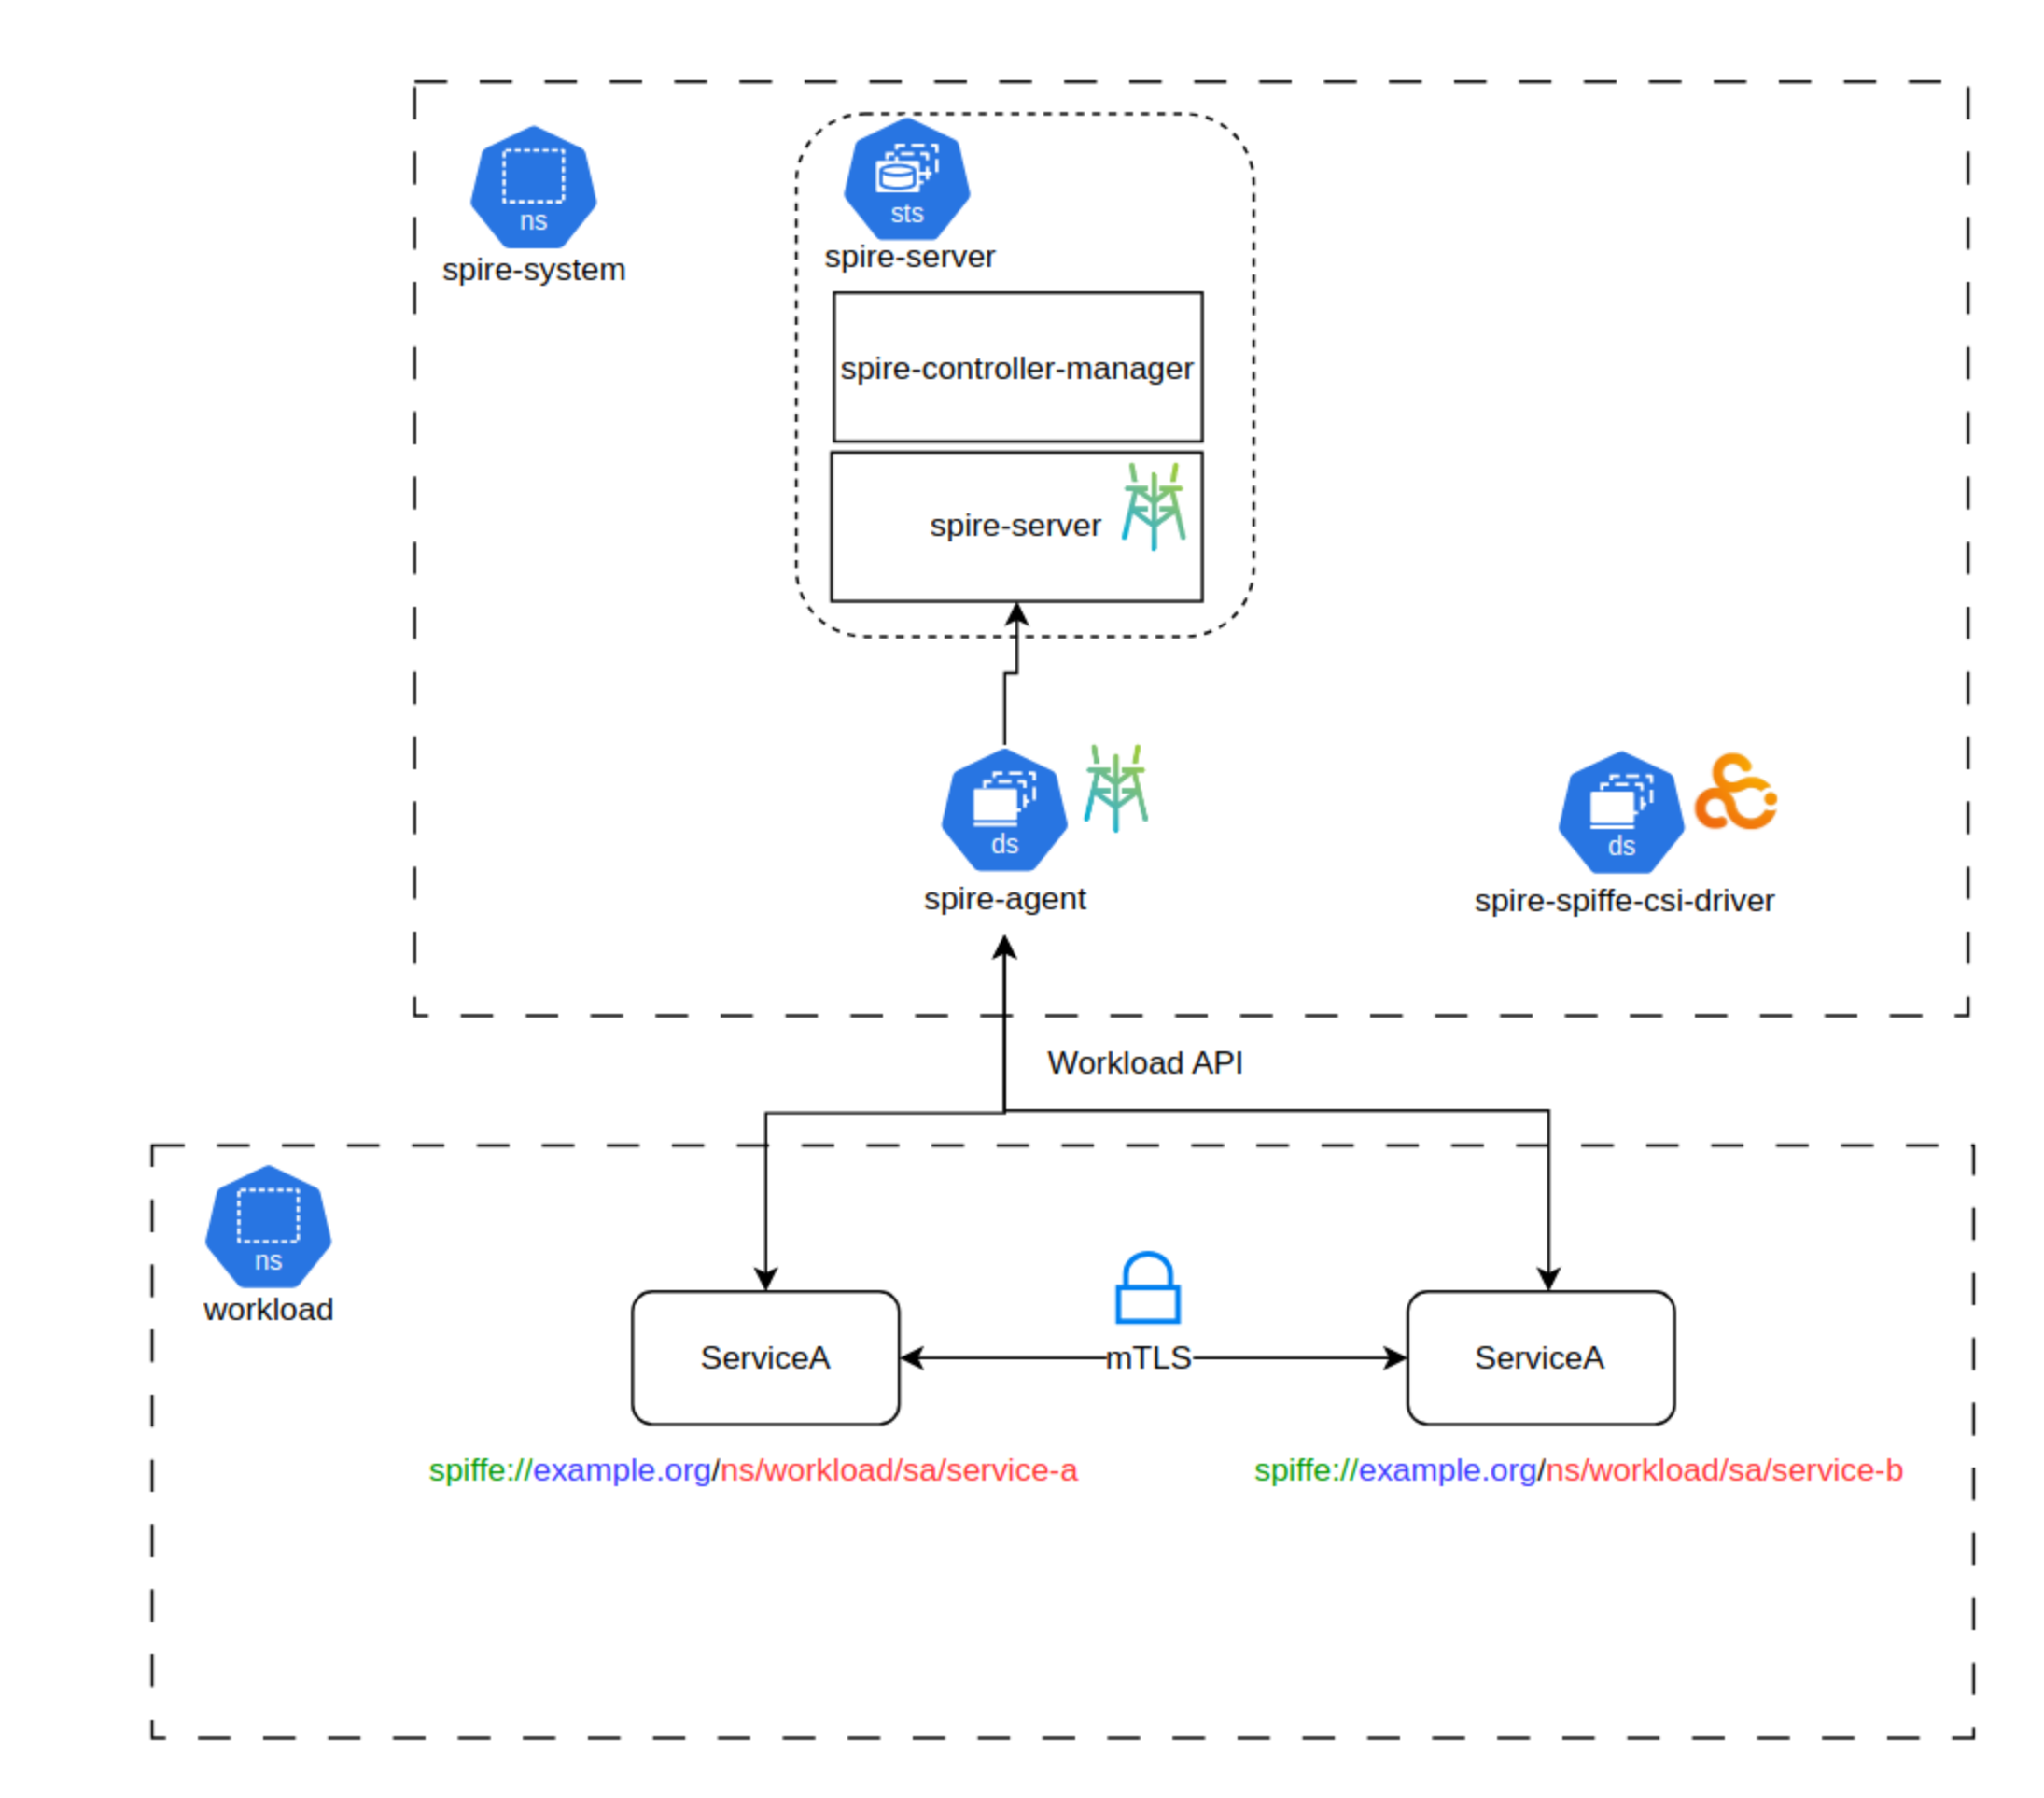 ns
spire-system
sts
spire-server
spire-controller-manager
spire-server
ds
spire-agent
ds
spire-spiffe-csi-driver
Workload API
ns
workload
ServiceA
mTLS
ServiceA
spiffe://example.org/ns/workload/sa/service-a
spiffe://example.org/ns/workload/sa/service-b